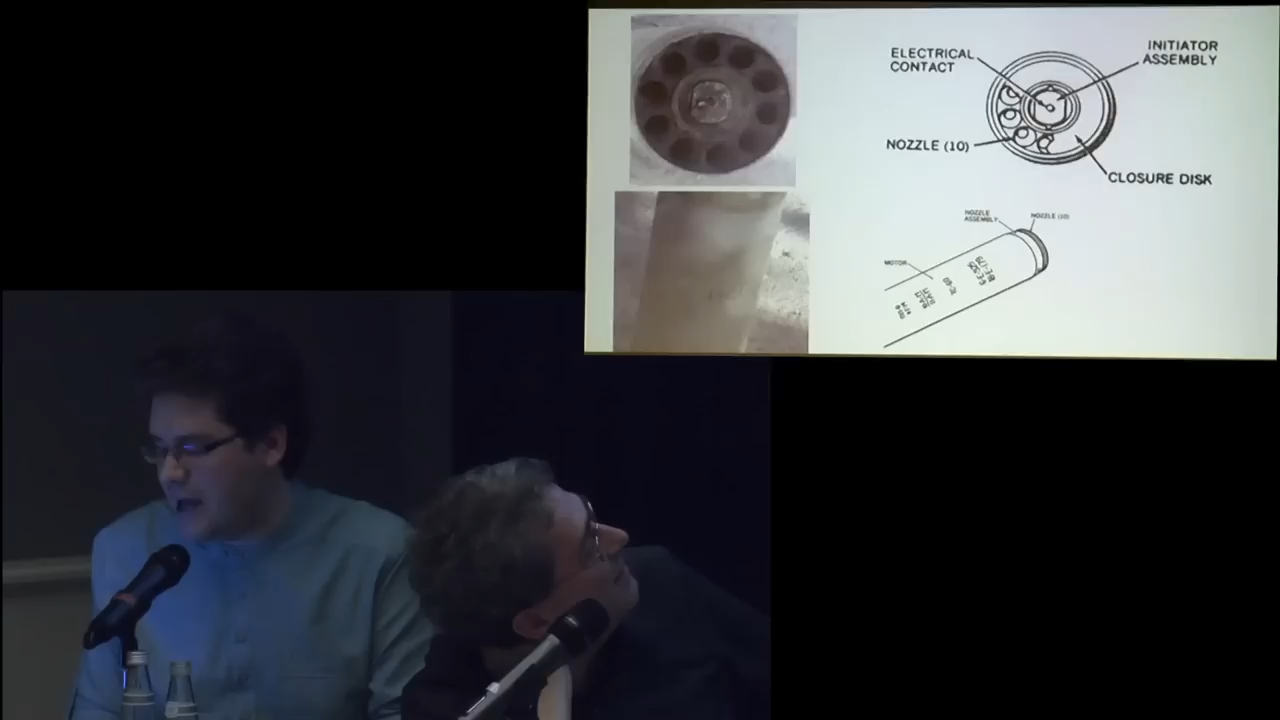 ELECTRICAL
CONTACT
INITIATOR
ASSEMBLY
NOZZLE (10)
CLOSURE DISK
NOZZLE
ASSEMBLY
NOZZLE (10)
MOTOR